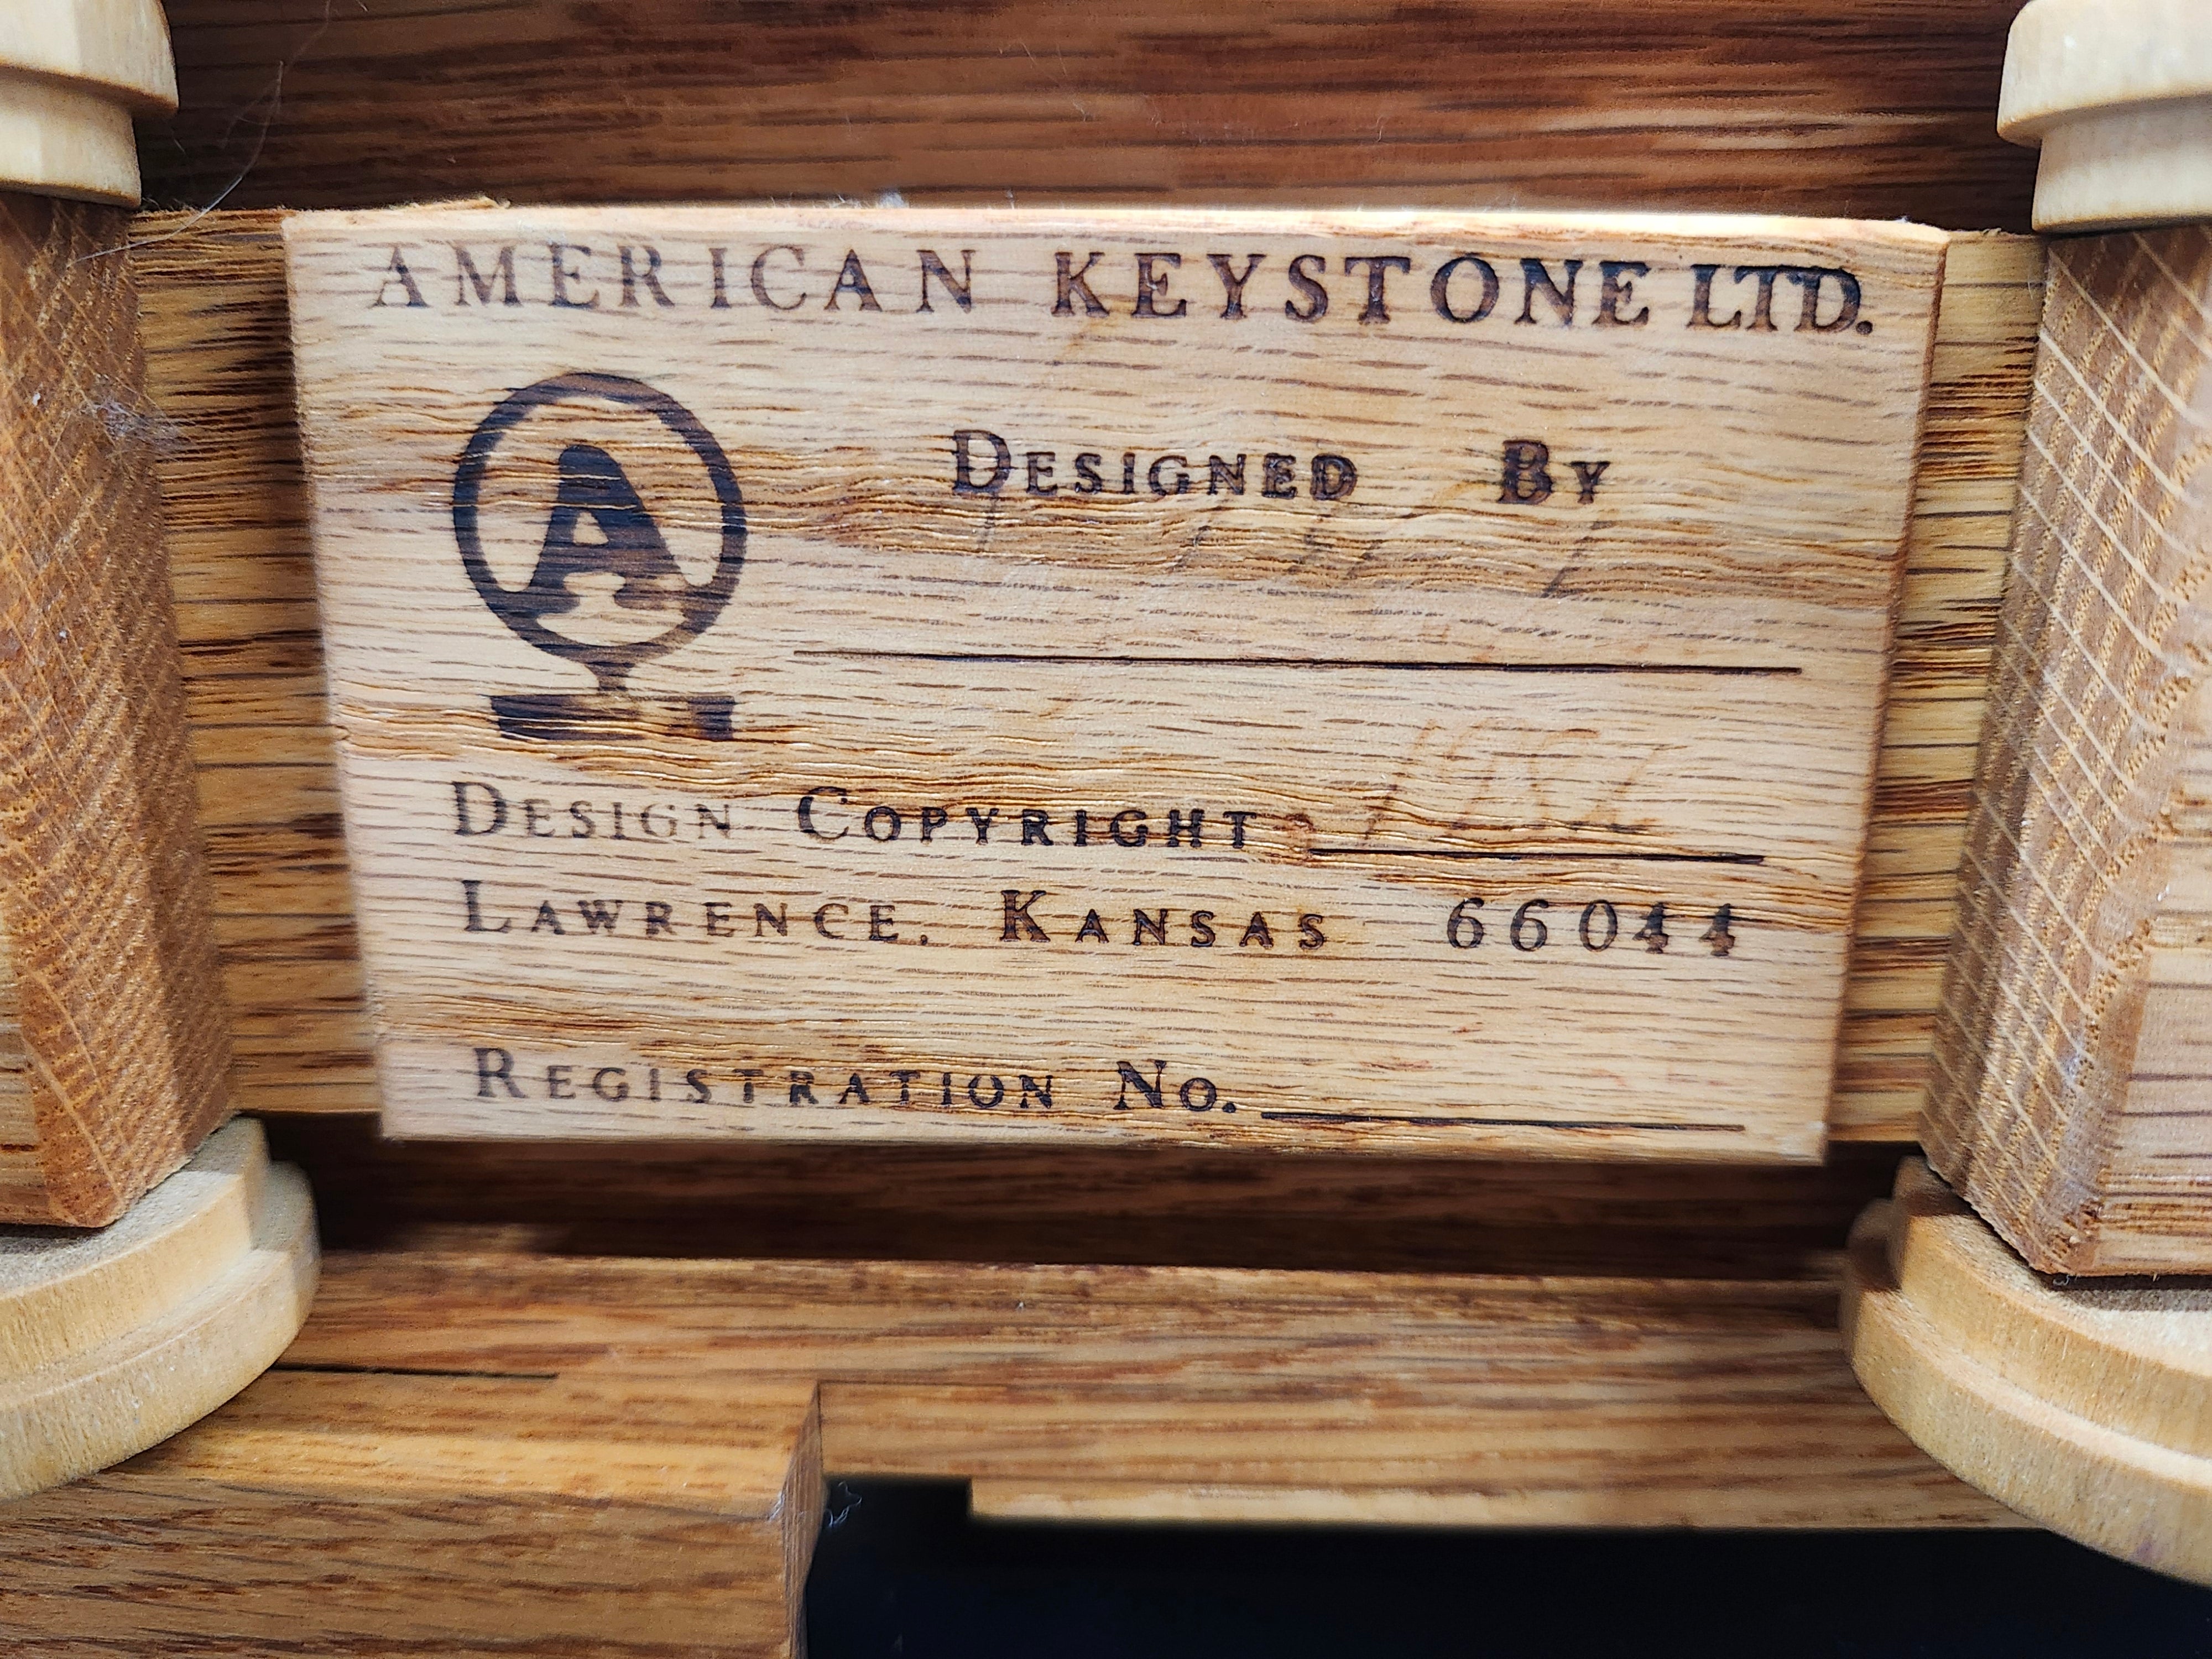 AMERICAN KEYSTONE LTD.
A
DESIGNED BY
DESIGN COPYRIGHT
LAWRENCE, KANSAS 66044
REGISTRATION NO.